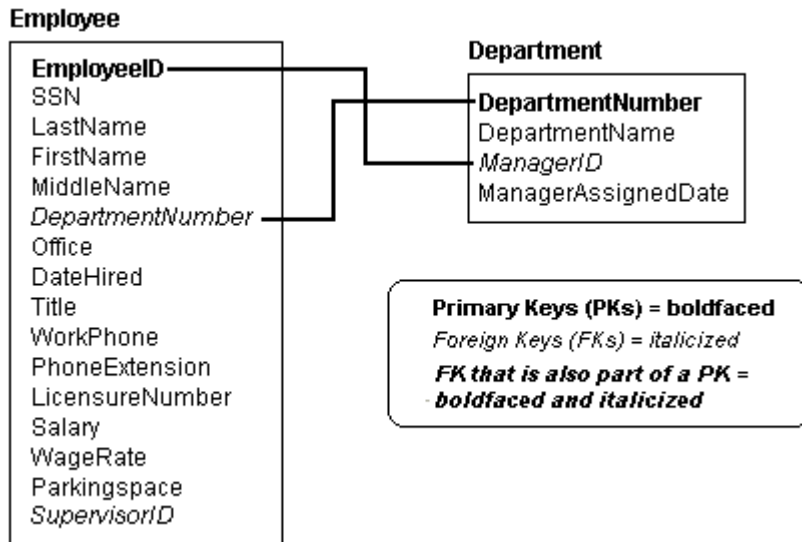 Employee
EmployeeID
SSN
LastName
FirstName
MiddleName
DepartmentNumber
Office
DateHired
Title
WorkPhone
PhoneExtension
LicensureNumber
Salary
WageRate
Parkingspace
SupervisorID
Department
DepartmentNumber
DepartmentName
ManagerID
ManagerAssignedDate
Primary Keys (PKs) = boldfaced
Foreign Keys (FKs) = italicized
FK that is also part of a PK =
boldfaced and italicized